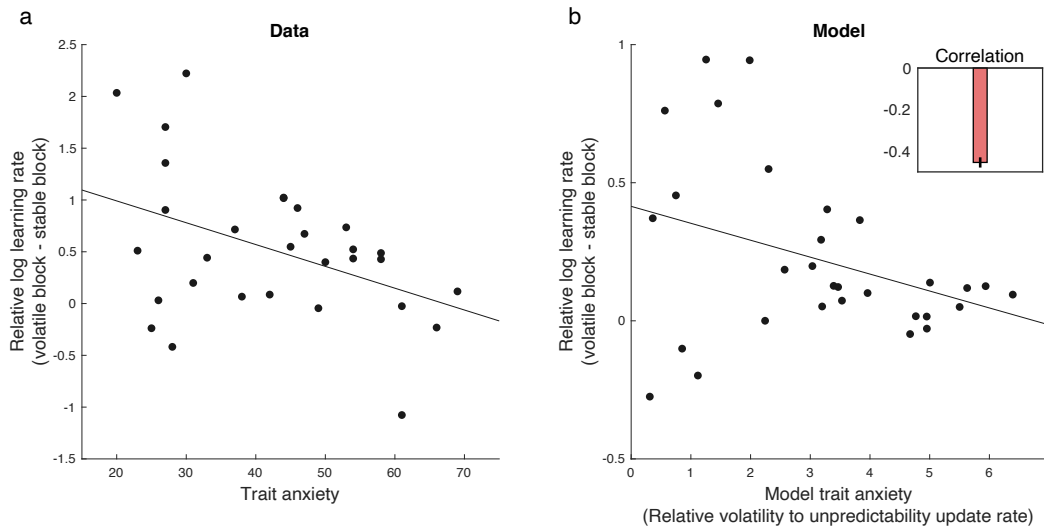 a
Data
Relative log learning rate
(volatile block - stable block)
2.5
2
1.5
1
0.5
0
-0.5
-1
-1.5
20 30 40 50 60 70
Trait anxiety
b
Model
Relative log learning rate
(volatile block - stable block)
1
0.5
0
-0.5
0 1 2 3 4 5 6
Model trait anxiety
(Relative volatility to unpredictability update rate)
Correlation
0
-0.2
-0.4